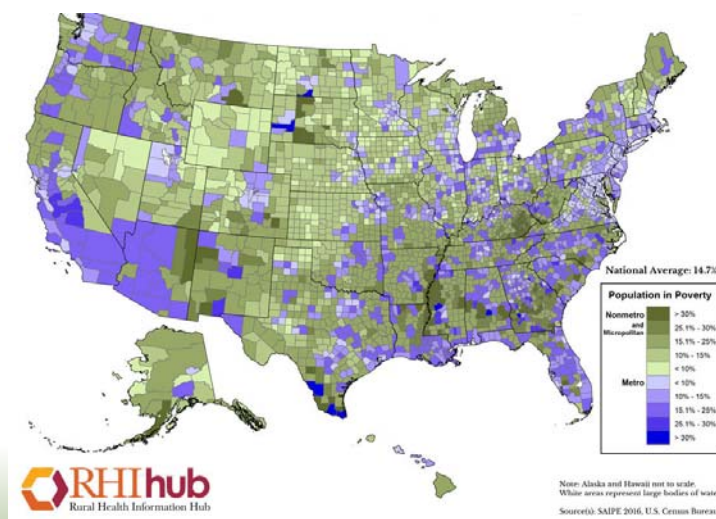 National Average: 14.7%
Population in Poverty
Nonmetro
and
Micropolitan
> 30%
25.1% - 30%
15.1% - 25%
10% - 15%
< 10%
Metro
< 10%
10% - 15%
15.1% - 25%
25.1% - 30%
> 30%
RHIhub
Rural Health Information Hub
Note: Alaska and Hawaii not to scale.
White areas represent large bodies of wate
Source(s): SAIPE 2016, U.S. Census Burea